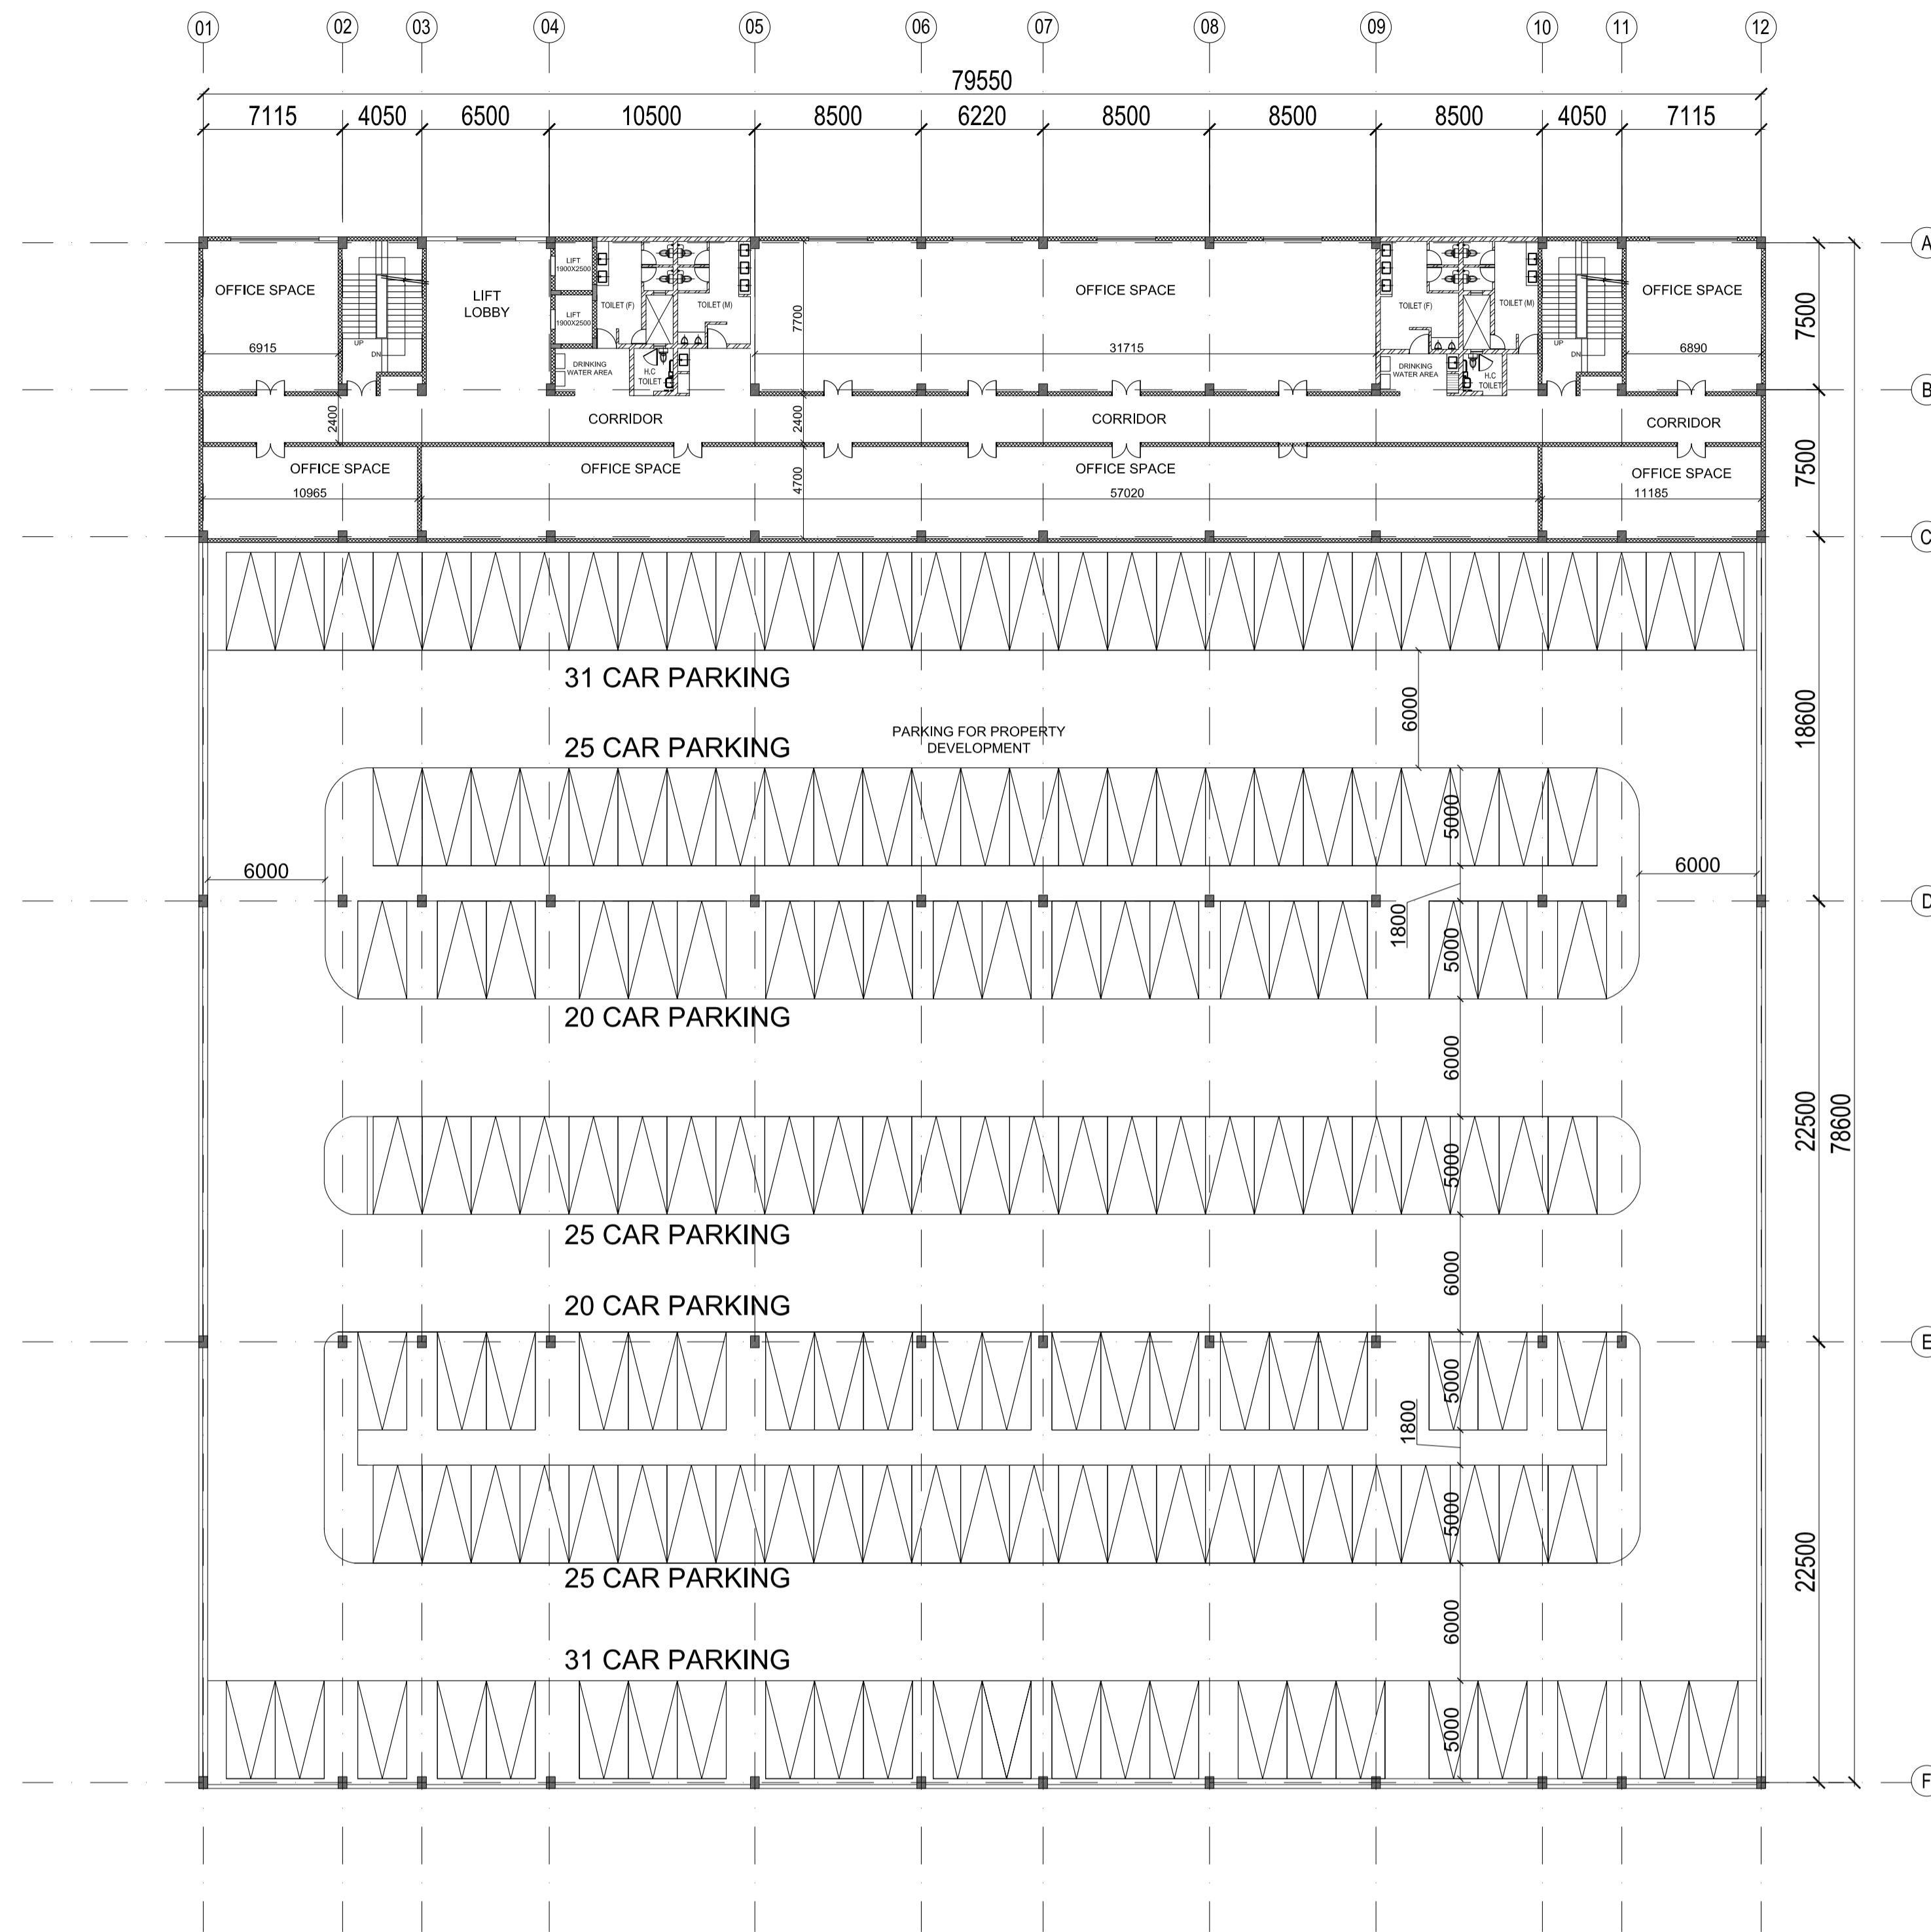 01 02 03 04 05 06 07 08 09 10 11 12
79550
7115 4050 6500 10500 8500 6220 8500 8500 8500 4050 7115
A
OFFICE SPACE
LIFT
LOBBY
LIFT
1900X2500
LIFT
1900X2500
TOILET (F)
TOILET (M)
OFFICE SPACE
TOILET (F)
TOILET (M)
OFFICE SPACE
7500
7700
UP
DN
UP
DN
6915
31715
6890
DRINKING
WATER AREA
H.C
TOILET
DRINKING
WATER AREA
H.C
TOILET
B
2400
CORRIDOR
2400
CORRIDOR
CORRIDOR
7500
OFFICE SPACE
OFFICE SPACE
4700
OFFICE SPACE
OFFICE SPACE
10965
57020
11185
C
31 CAR PARKING
6000
18600
25 CAR PARKING
PARKING FOR PROPERTY
DEVELOPMENT
5000
6000
6000
D
1800
5000
20 CAR PARKING
6000
22500
78600
5000
25 CAR PARKING
6000
20 CAR PARKING
E
5000
1800
5000
22500
25 CAR PARKING
6000
31 CAR PARKING
5000
F